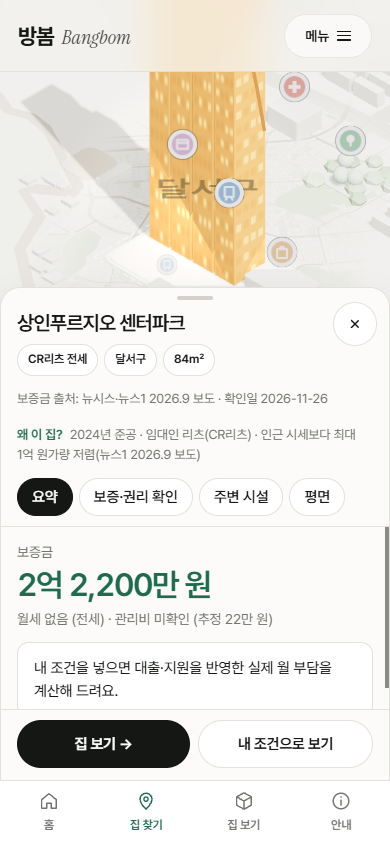 방봄 Bangbom
메뉴
달서구
상인푸르지오 센터파크
CR리츠 전세
달서구
84m²
보증금 출처: 뉴시스·뉴스1 2026.9 보도 · 확인일 2026-11-26
왜 이 집? 2024년 준공 · 임대인 리츠(CR리츠) · 인근 시세보다 최대
1억 원가량 저렴(뉴스1 2026.9 보도)
요약
보증·권리 확인
주변 시설
평면
보증금
2억 2,200만 원
월세 없음 (전세) · 관리비 미확인 (추정 22만 원)
내 조건을 넣으면 대출·지원을 반영한 실제 월 부담을
계산해 드려요.
집 보기 →
내 조건으로 보기
홈
집 찾기
집 보기
안내